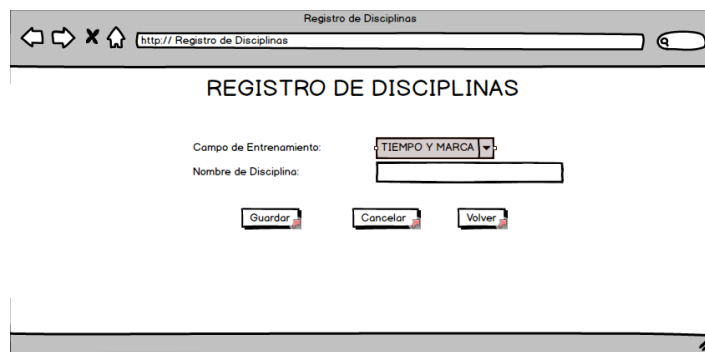 Registro de Disciplinas
http:// Registro de Disciplinas
REGISTRO DE DISCIPLINAS
Campo de Entrenamiento: TIEMPO Y MARCA
Nombre de Disciplina:
Guardar Cancelar Volver